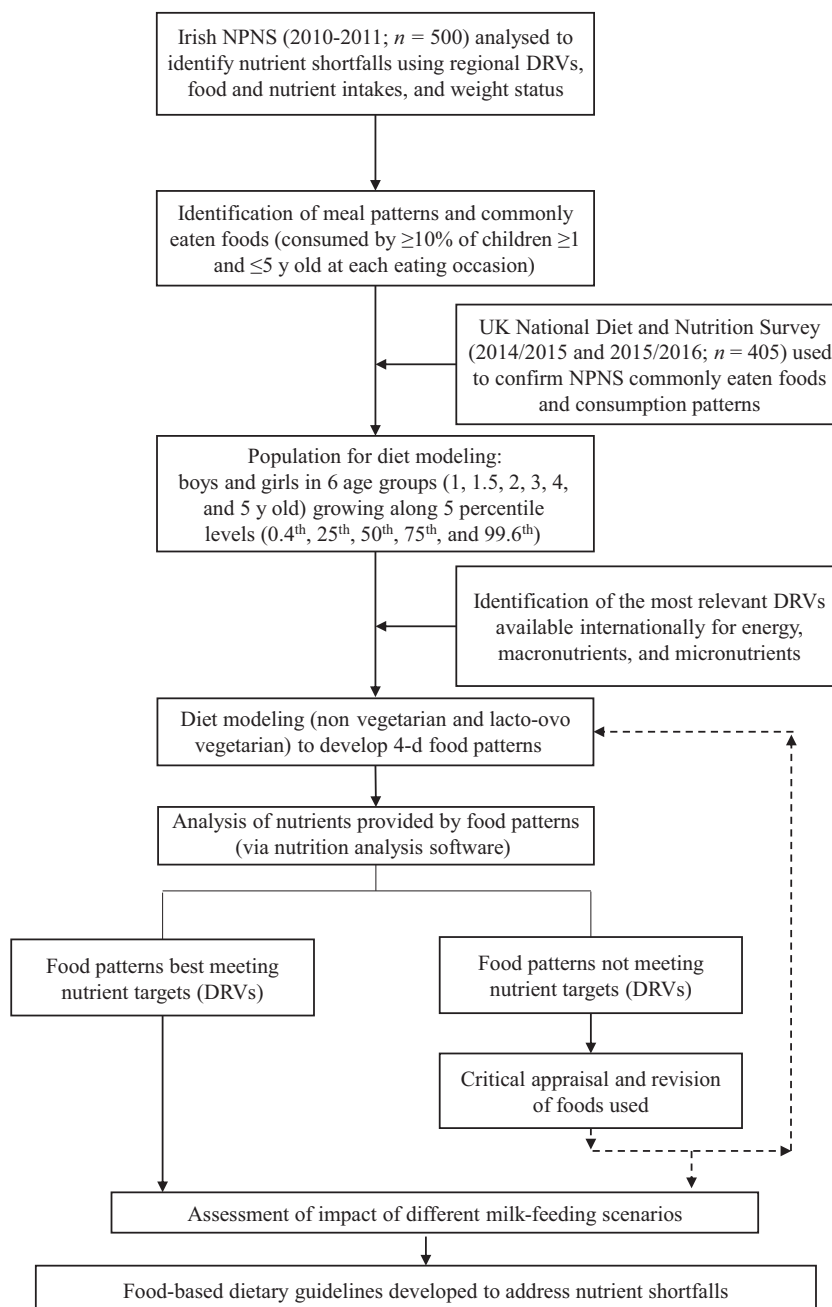 Irish NPNS (2010-2011; n = 500) analysed to
identify nutrient shortfalls using regional DRVs,
food and nutrient intakes, and weight status
Identification of meal patterns and commonly
eaten foods (consumed by ≥10% of children ≥1
and ≤5 y old at each eating occasion)
UK National Diet and Nutrition Survey
(2014/2015 and 2015/2016; n = 405) used
to confirm NPNS commonly eaten foods
and consumption patterns
Population for diet modeling:
boys and girls in 6 age groups (1, 1.5, 2, 3, 4,
and 5 y old) growing along 5 percentile
levels (0.4th, 25th, 50th, 75th, and 99.6th)
Identification of the most relevant DRVs
available internationally for energy,
macronutrients, and micronutrients
Diet modeling (non vegetarian and lacto-ovo
vegetarian) to develop 4-d food patterns
Analysis of nutrients provided by food patterns
(via nutrition analysis software)
Food patterns best meeting
nutrient targets (DRVs)
Food patterns not meeting
nutrient targets (DRVs)
Critical appraisal and revision
of foods used
Assessment of impact of different milk-feeding scenarios
Food-based dietary guidelines developed to address nutrient shortfalls